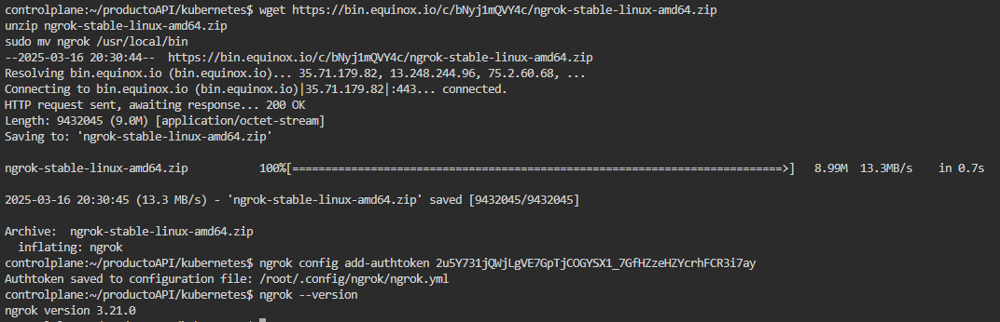 controlplane:~/productoAPI/kubernetes$ wget https://bin.equinox.io/c/bNyj1mQVY4c/ngrok-stable-linux-amd64.zip
unzip ngrok-stable-linux-amd64.zip
sudo mv ngrok /usr/local/bin
--2025-03-16 20:30:44--  https://bin.equinox.io/c/bNyj1mQVY4c/ngrok-stable-linux-amd64.zip
Resolving bin.equinox.io (bin.equinox.io)... 35.71.179.82, 13.248.244.96, 75.2.60.68, ...
Connecting to bin.equinox.io (bin.equinox.io)|35.71.179.82|:443... connected.
HTTP request sent, awaiting response... 200 OK
Length: 9432045 (9.0M) [application/octet-stream]
Saving to: 'ngrok-stable-linux-amd64.zip'
ngrok-stable-linux-amd64.zip 100%[===========================================================================>] 8.99M 13.3MB/s in 0.7s
2025-03-16 20:30:45 (13.3 MB/s) - 'ngrok-stable-linux-amd64.zip' saved [9432045/9432045]
Archive:  ngrok-stable-linux-amd64.zip
inflating: ngrok
controlplane:~/productoAPI/kubernetes$ ngrok config add-authtoken 2u5Y731jQWjLgVE7GpTjCOGYSX1_7GfHZzeHZYcrhFCR3i7ay
Authtoken saved to configuration file: /root/.config/ngrok/ngrok.yml
controlplane:~/productoAPI/kubernetes$ ngrok --version
ngrok version 3.21.0